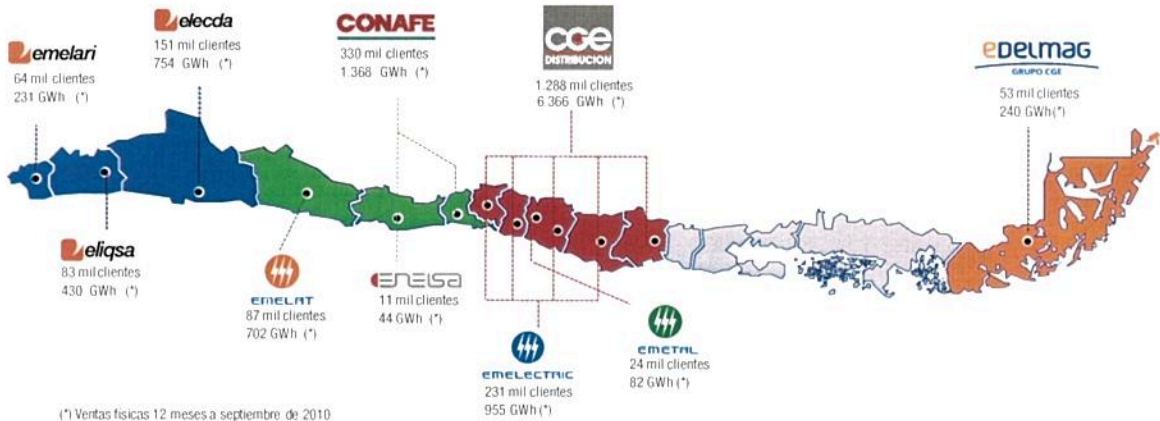 emelari
64 mil clientes
231 GWh (*)
elecda
151 mil clientes
754 GWh (*)
CONAFE
330 mil clientes
1.368 GWh (*)
cge
DISTRIBUCION
1.288 mil clientes
6.366 GWh (*)
eDELMAG
GRUPO CGE
53 mil clientes
240 GWh(*)
eliqsa
83 mil clientes
430 GWh (*)
EMELAT
87 mil clientes
702 GWh (*)
ENELSA
11 mil clientes
44 GWh (*)
EMELECTRIC
231 mil clientes
955 GWh (*)
EMETAL
24 mil clientes
82 GWh (*)
(*) Ventas físicas 12 meses a septiembre de 2010